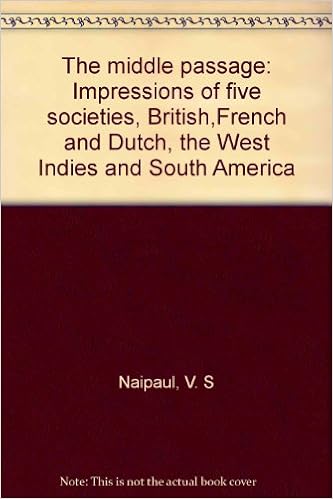 The middle passage:
Impressions of five
societies, British,French
and Dutch, the West
Indies and South America
Naipaul, V. S
Note: This is not the actual book cover